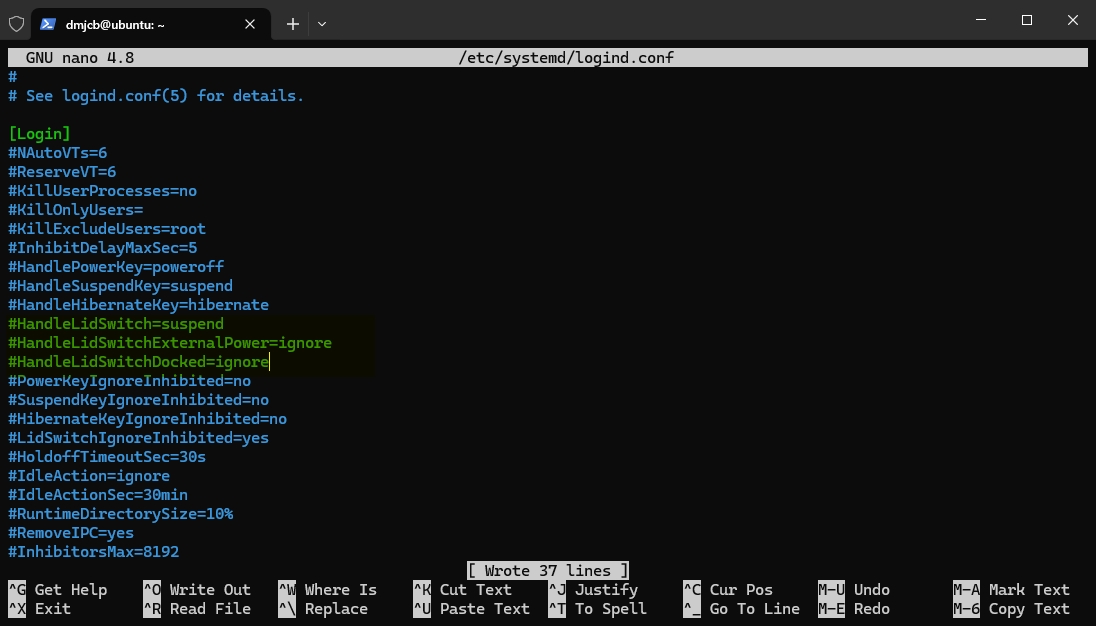 dmjcb@ubuntu: ~
GNU nano 4.8 /etc/systemd/logind.conf
#
# See logind.conf(5) for details.
[Login]
#NAutoVTs=6
#ReserveVT=6
#KillUserProcesses=no
#KillOnlyUsers=
#KillExcludeUsers=root
#InhibitDelayMaxSec=5
#HandlePowerKey=poweroff
#HandleSuspendKey=suspend
#HandleHibernateKey=hibernate
#HandleLidSwitch=suspend
#HandleLidSwitchExternalPower=ignore
#HandleLidSwitchDocked=ignore
#PowerKeyIgnoreInhibited=no
#SuspendKeyIgnoreInhibited=no
#HibernateKeyIgnoreInhibited=no
#LidSwitchIgnoreInhibited=yes
#HoldoffTimeoutSec=30s
#IdleAction=ignore
#IdleActionSec=30min
#RuntimeDirectorySize=10%
#RemoveIPC=yes
#InhibitorsMax=8192
[ Wrote 37 lines ]
^G Get Help ^O Write Out ^W Where Is ^K Cut Text ^J Justify ^C Cur Pos M-U Undo M-A Mark Text
^X Exit ^R Read File ^\ Replace ^U Paste Text ^T To Spell ^_ Go To Line M-E Redo M-6 Copy Text